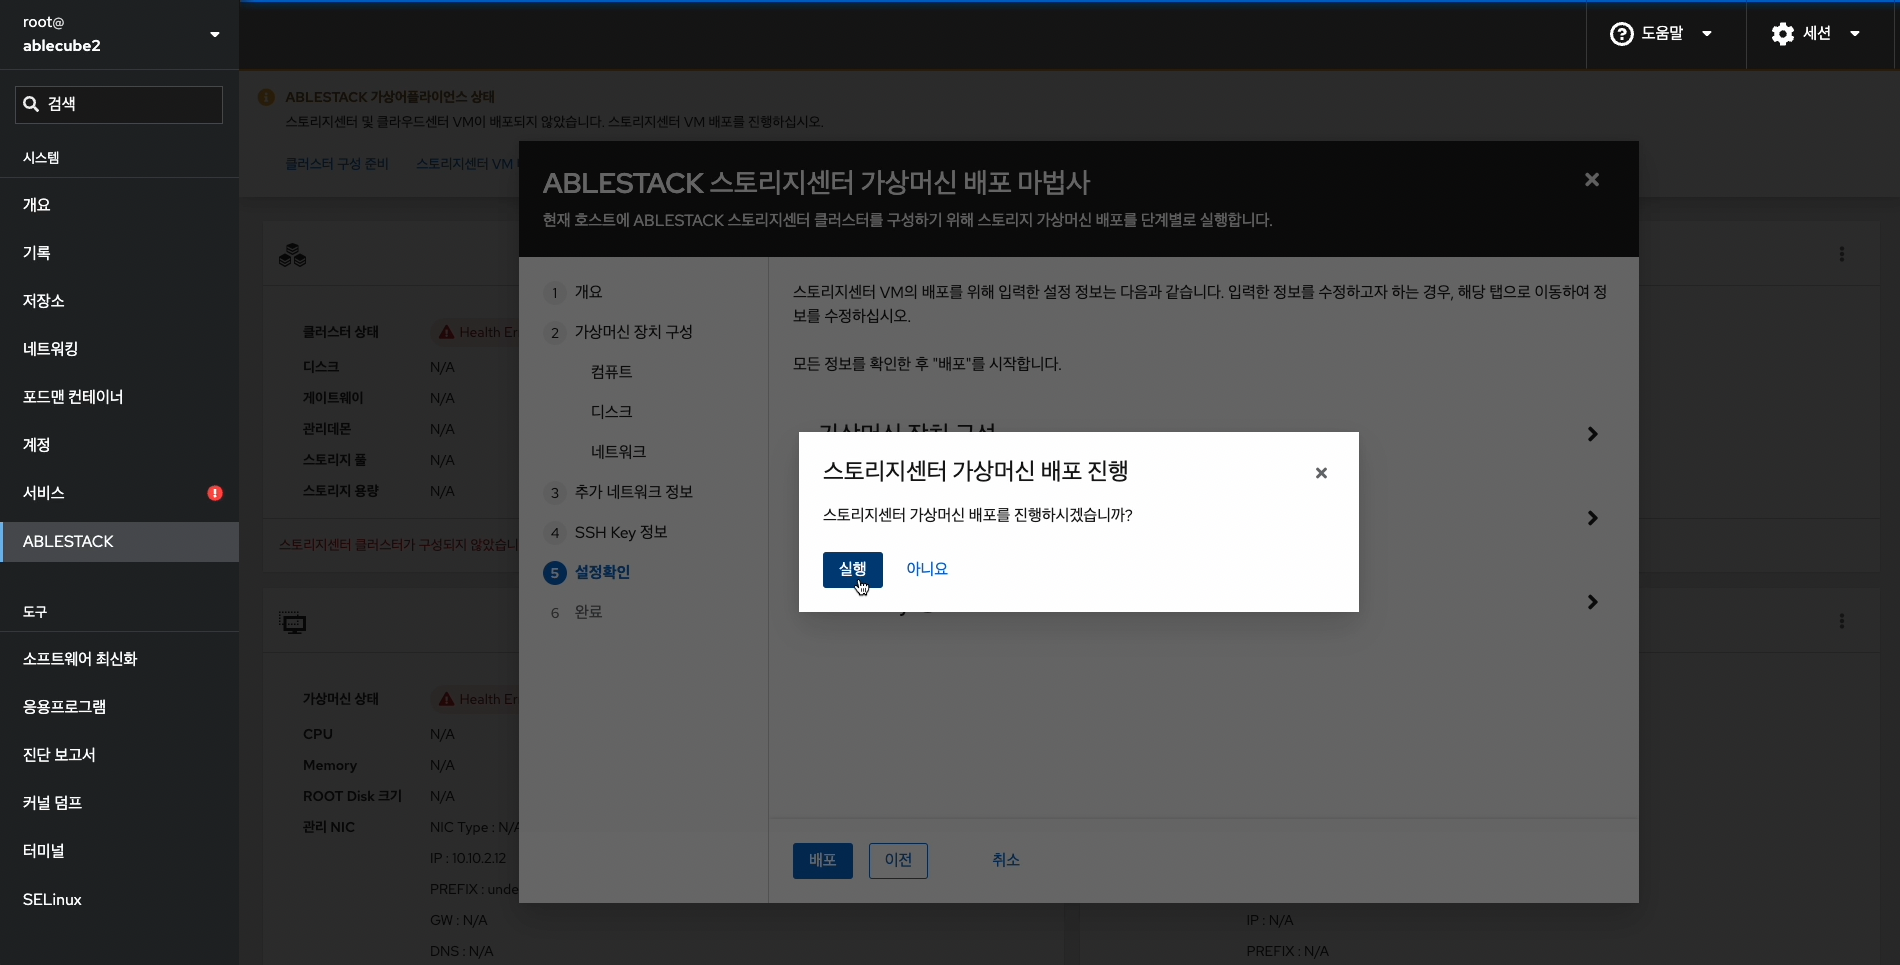 root@
ablecube2
도움말
세션
검색
시스템
개요
기록
저장소
네트워킹
포드맨 컨테이너
계정
서비스
ABLESTACK
도구
소프트웨어 최신화
응용프로그램
진단 보고서
커널 덤프
터미널
SELinux
ABLESTACK 가상어플라이언스 상태
스토리지센터 및 클라우드센터 VM이 배포되지 않았습니다. 스토리지센터 VM 배포를 진행하십시오.
클러스터 구성 준비
스토리지센터 VM
클러스터 상태
Health Er
디스크 N/A
게이트웨이 N/A
관리데몬 N/A
스토리지 풀 N/A
스토리지 용량 N/A
스토리지센터 클러스터가 구성되지 않았습니
가상머신 상태
Health Er
CPU N/A
Memory N/A
ROOT Disk 크기 N/A
관리 NIC NIC Type : N/A
IP : 10.10.2.12
PREFIX : unde
GW : N/A
DNS : N/A
IP : N/A
PREFIX : N/A
ABLESTACK 스토리지센터 가상머신 배포 마법사
현재 호스트에 ABLESTACK 스토리지센터 클러스터를 구성하기 위해 스토리지 가상머신 배포를 단계별로 실행합니다.
1 개요
2 가상머신 장치 구성
컴퓨트
디스크
네트워크
3 추가 네트워크 정보
4 SSH Key 정보
5 설정확인
6 완료
스토리지센터 VM의 배포를 위해 입력한 설정 정보는 다음과 같습니다. 입력한 정보를 수정하고자 하는 경우, 해당 탭으로 이동하여 정
보를 수정하십시오.
모든 정보를 확인한 후 "배포"를 시작합니다.
가상머신 장치 구성
스토리지센터 가상머신 배포 진행
스토리지센터 가상머신 배포를 진행하시겠습니까?
실행
아니요
배포
이전
취소